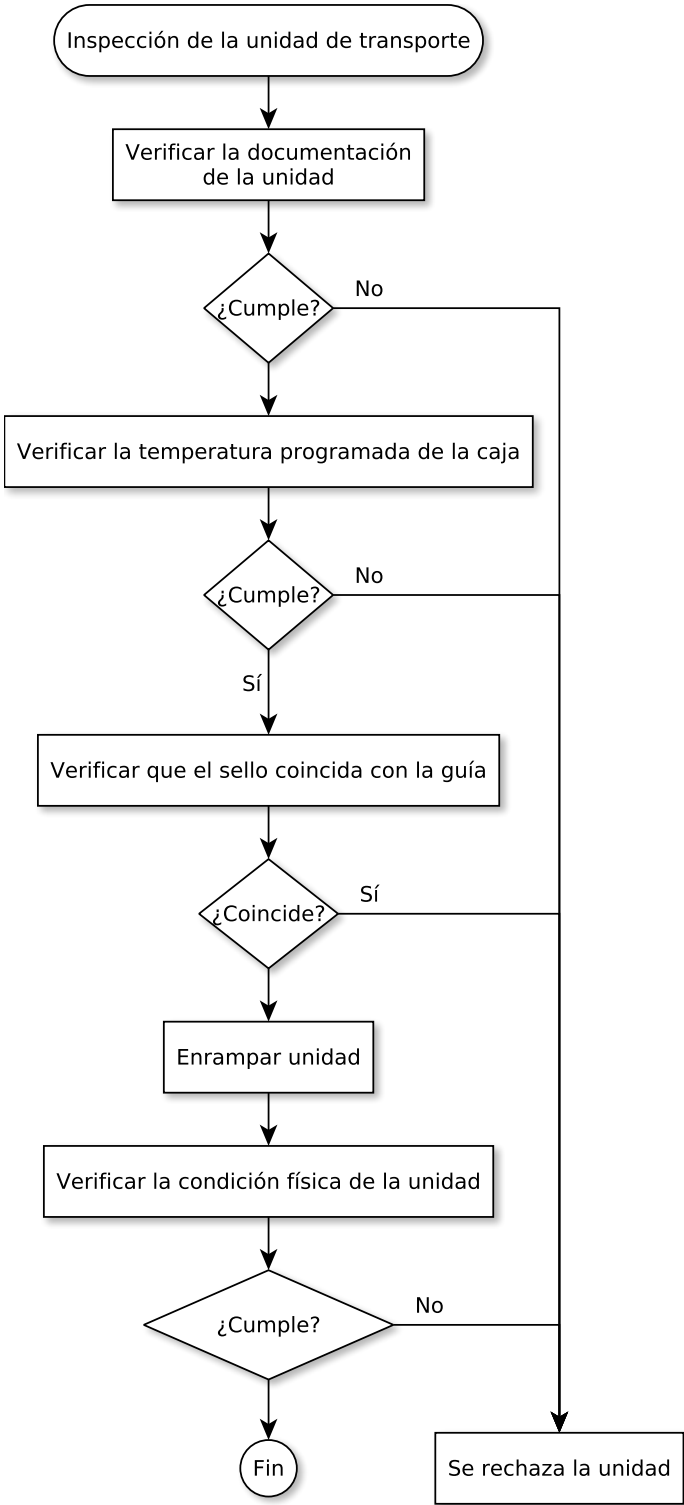 Inspección de la unidad de transporte
Verificar la documentación
de la unidad
¿Cumple?
No
Verificar la temperatura programada de la caja
¿Cumple?
No
Sí
Verificar que el sello coincida con la guía
¿Coincide?
Sí
Enrampar unidad
Verificar la condición física de la unidad
¿Cumple?
No
Fin
Se rechaza la unidad